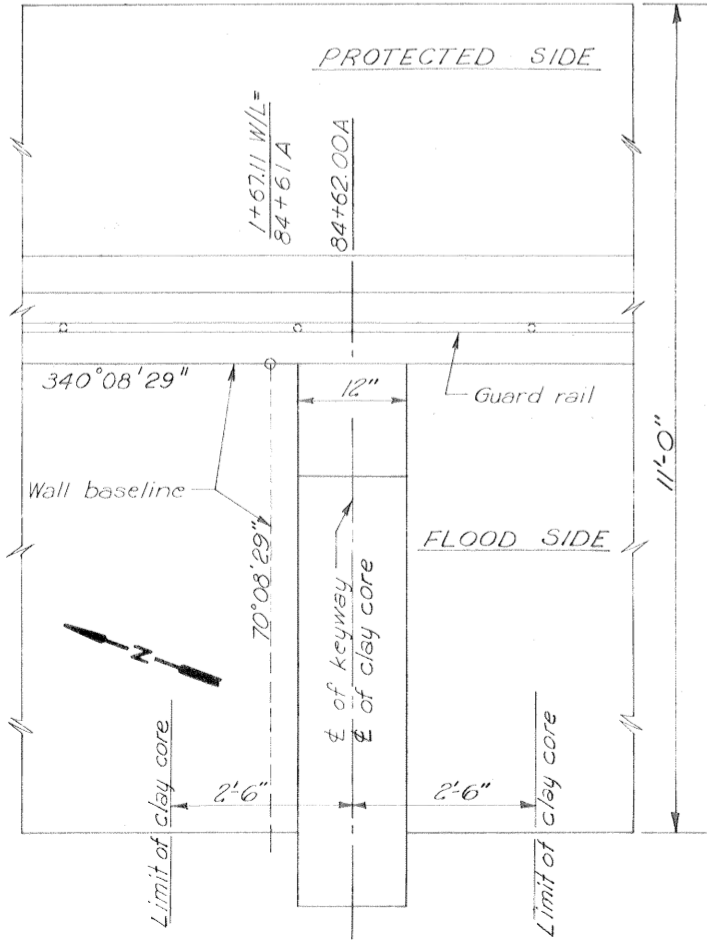 PROTECTED SIDE
1+67.11 W/L=
84+61 A
84+62.00A
340°08'29"
12"
Guard rail
11'-0"
Wall baseline
FLOOD SIDE
70°08'29"
℄ of keyway
℄ of clay core
N
2'-6"
2'-6"
Limit of clay core
Limit of clay core